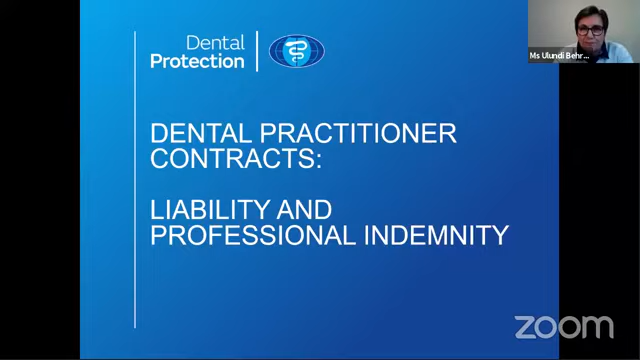 Dental
Protection
Ms Ulundi Behr...
DENTAL PRACTITIONER
CONTRACTS:
LIABILITY AND
PROFESSIONAL INDEMNITY
zoom